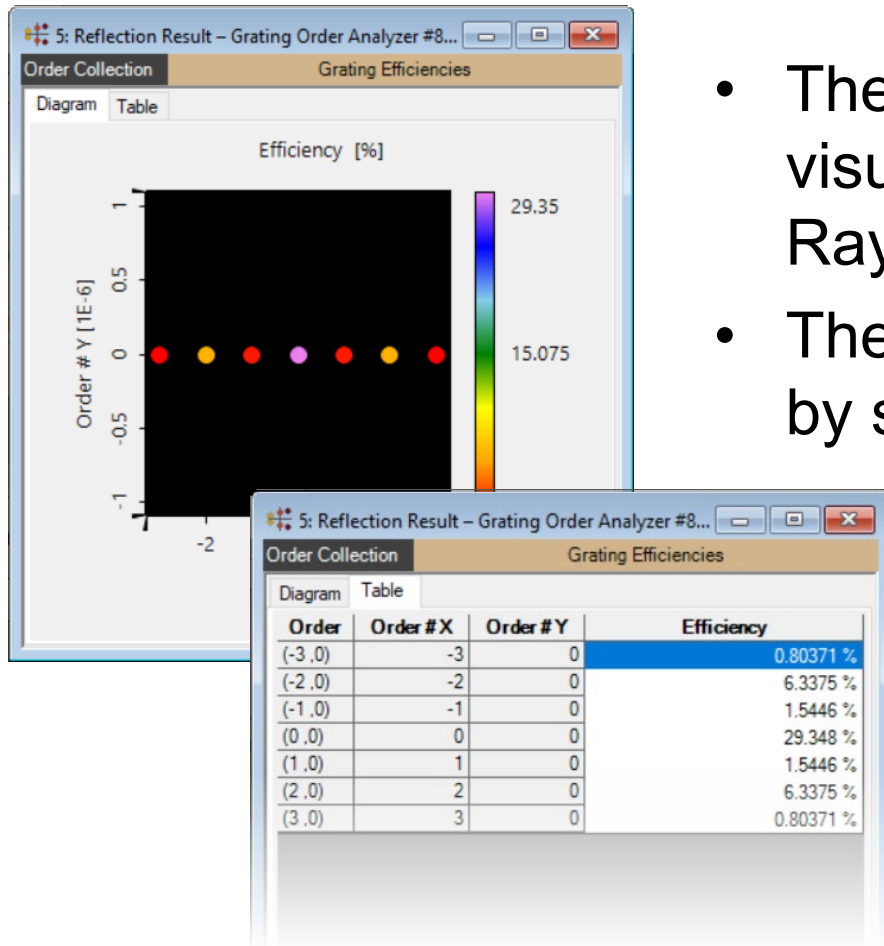 5: Reflection Result – Grating Order Analyzer #8...
Order Collection Grating Efficiencies
Diagram Table
Efficiency [%]
29.35
15.075
Order # Y [1E-6]
1
0.5
0
-0.5
-1
-2
• The
visu
Ray
• The
by s
5: Reflection Result – Grating Order Analyzer #8...
Order Collection Grating Efficiencies
Diagram Table
Order Order # X Order # Y Efficiency
(-3 ,0) -3 0 0.80371 %
(-2 ,0) -2 0 6.3375 %
(-1 ,0) -1 0 1.5446 %
(0 ,0) 0 0 29.348 %
(1 ,0) 1 0 1.5446 %
(2 ,0) 2 0 6.3375 %
(3 ,0) 3 0 0.80371 %